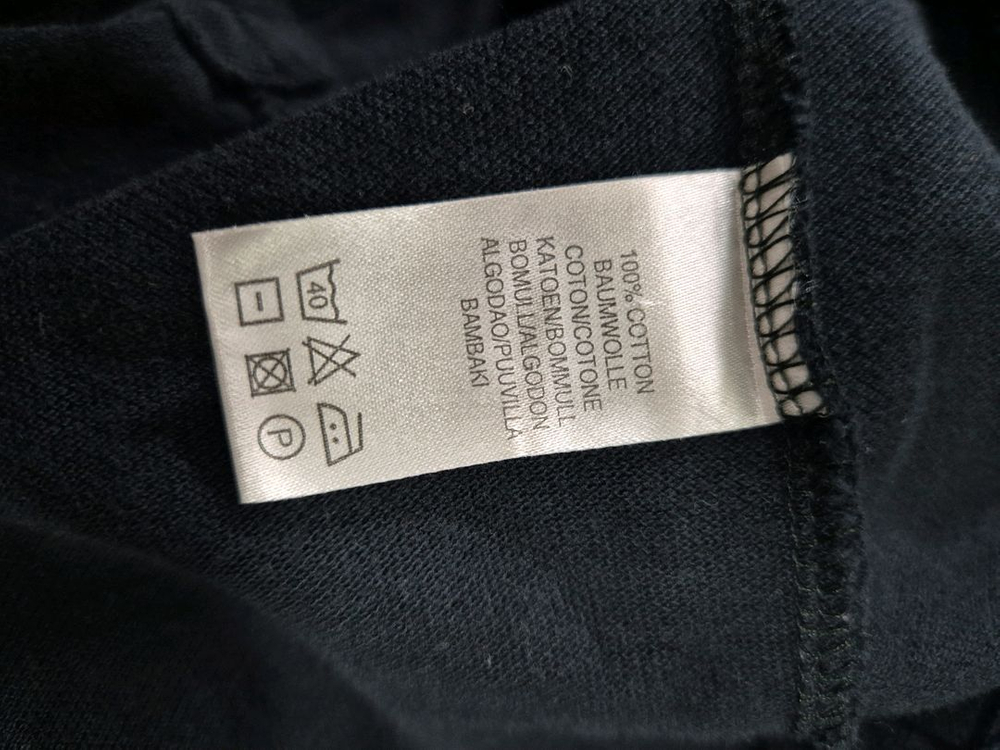 100% COTTON
BAUMWOLLE
COTON/COTONE
KATOEN/BOMMULL
BOMULL/ALGODON
ALGODAO/PUUVILLA
BAMBAKI
40
P